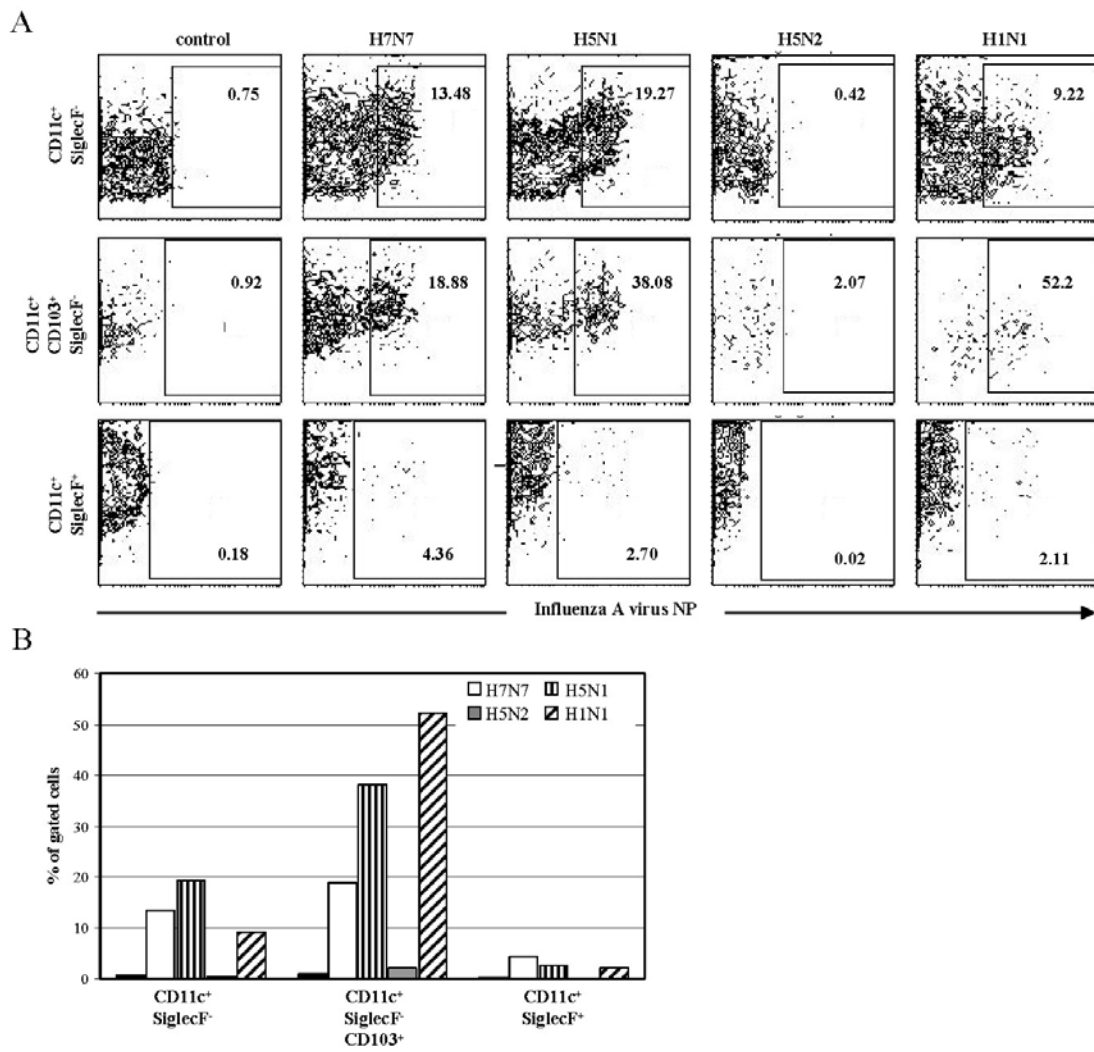 A
control H7N7 H5N1 H5N2 H1N1
CD11c⁺
SiglecF⁻
0.75 13.48 19.27 0.42 9.22
CD11c⁺
CD103⁺
SiglecF⁻
0.92 18.88 38.08 2.07 52.2
CD11c⁺
SiglecF⁺
0.18 4.36 2.70 0.02 2.11
Influenza A virus NP
B
% of gated cells
60
50
40
30
20
10
0
H7N7 H5N1
H5N2 H1N1
CD11c⁺
SiglecF⁻
CD11c⁺
SiglecF⁻
CD103⁺
CD11c⁺
SiglecF⁺